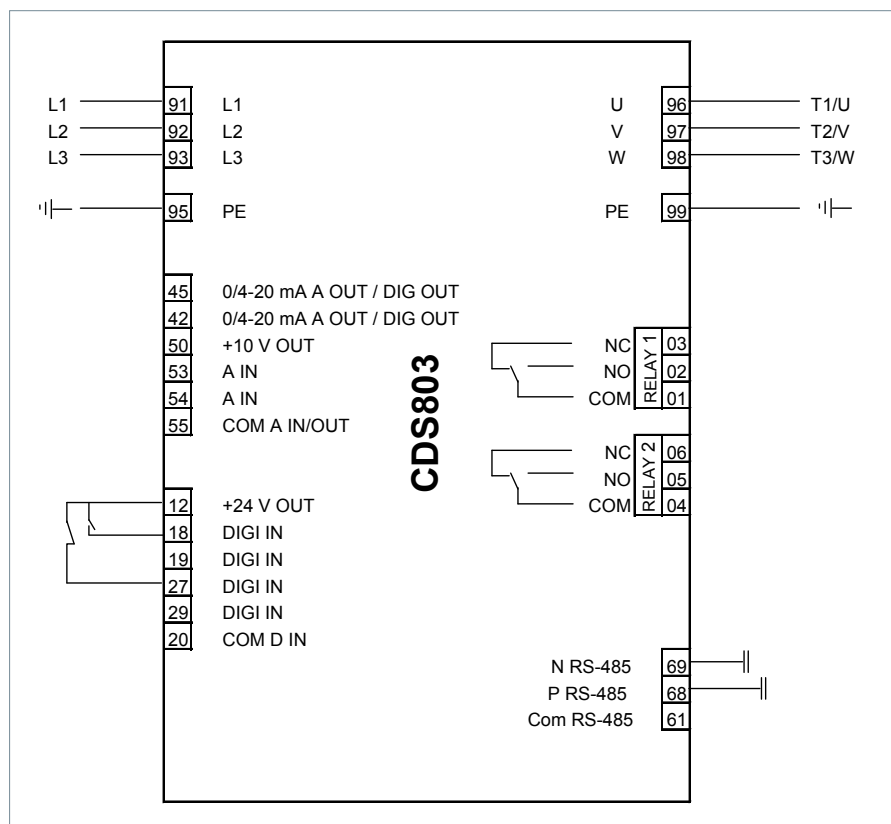 L1 91 L1
L2 92 L2
L3 93 L3
95 PE
45 0/4-20 mA A OUT / DIG OUT
42 0/4-20 mA A OUT / DIG OUT
50 +10 V OUT
53 A IN
54 A IN
55 COM A IN/OUT
12 +24 V OUT
18 DIGI IN
19 DIGI IN
27 DIGI IN
29 DIGI IN
20 COM D IN
CDS803
U 96 T1/U
V 97 T2/V
W 98 T3/W
PE 99
RELAY 1
NC 03
NO 02
COM 01
RELAY 2
NC 06
NO 05
COM 04
N RS-485 69
P RS-485 68
Com RS-485 61